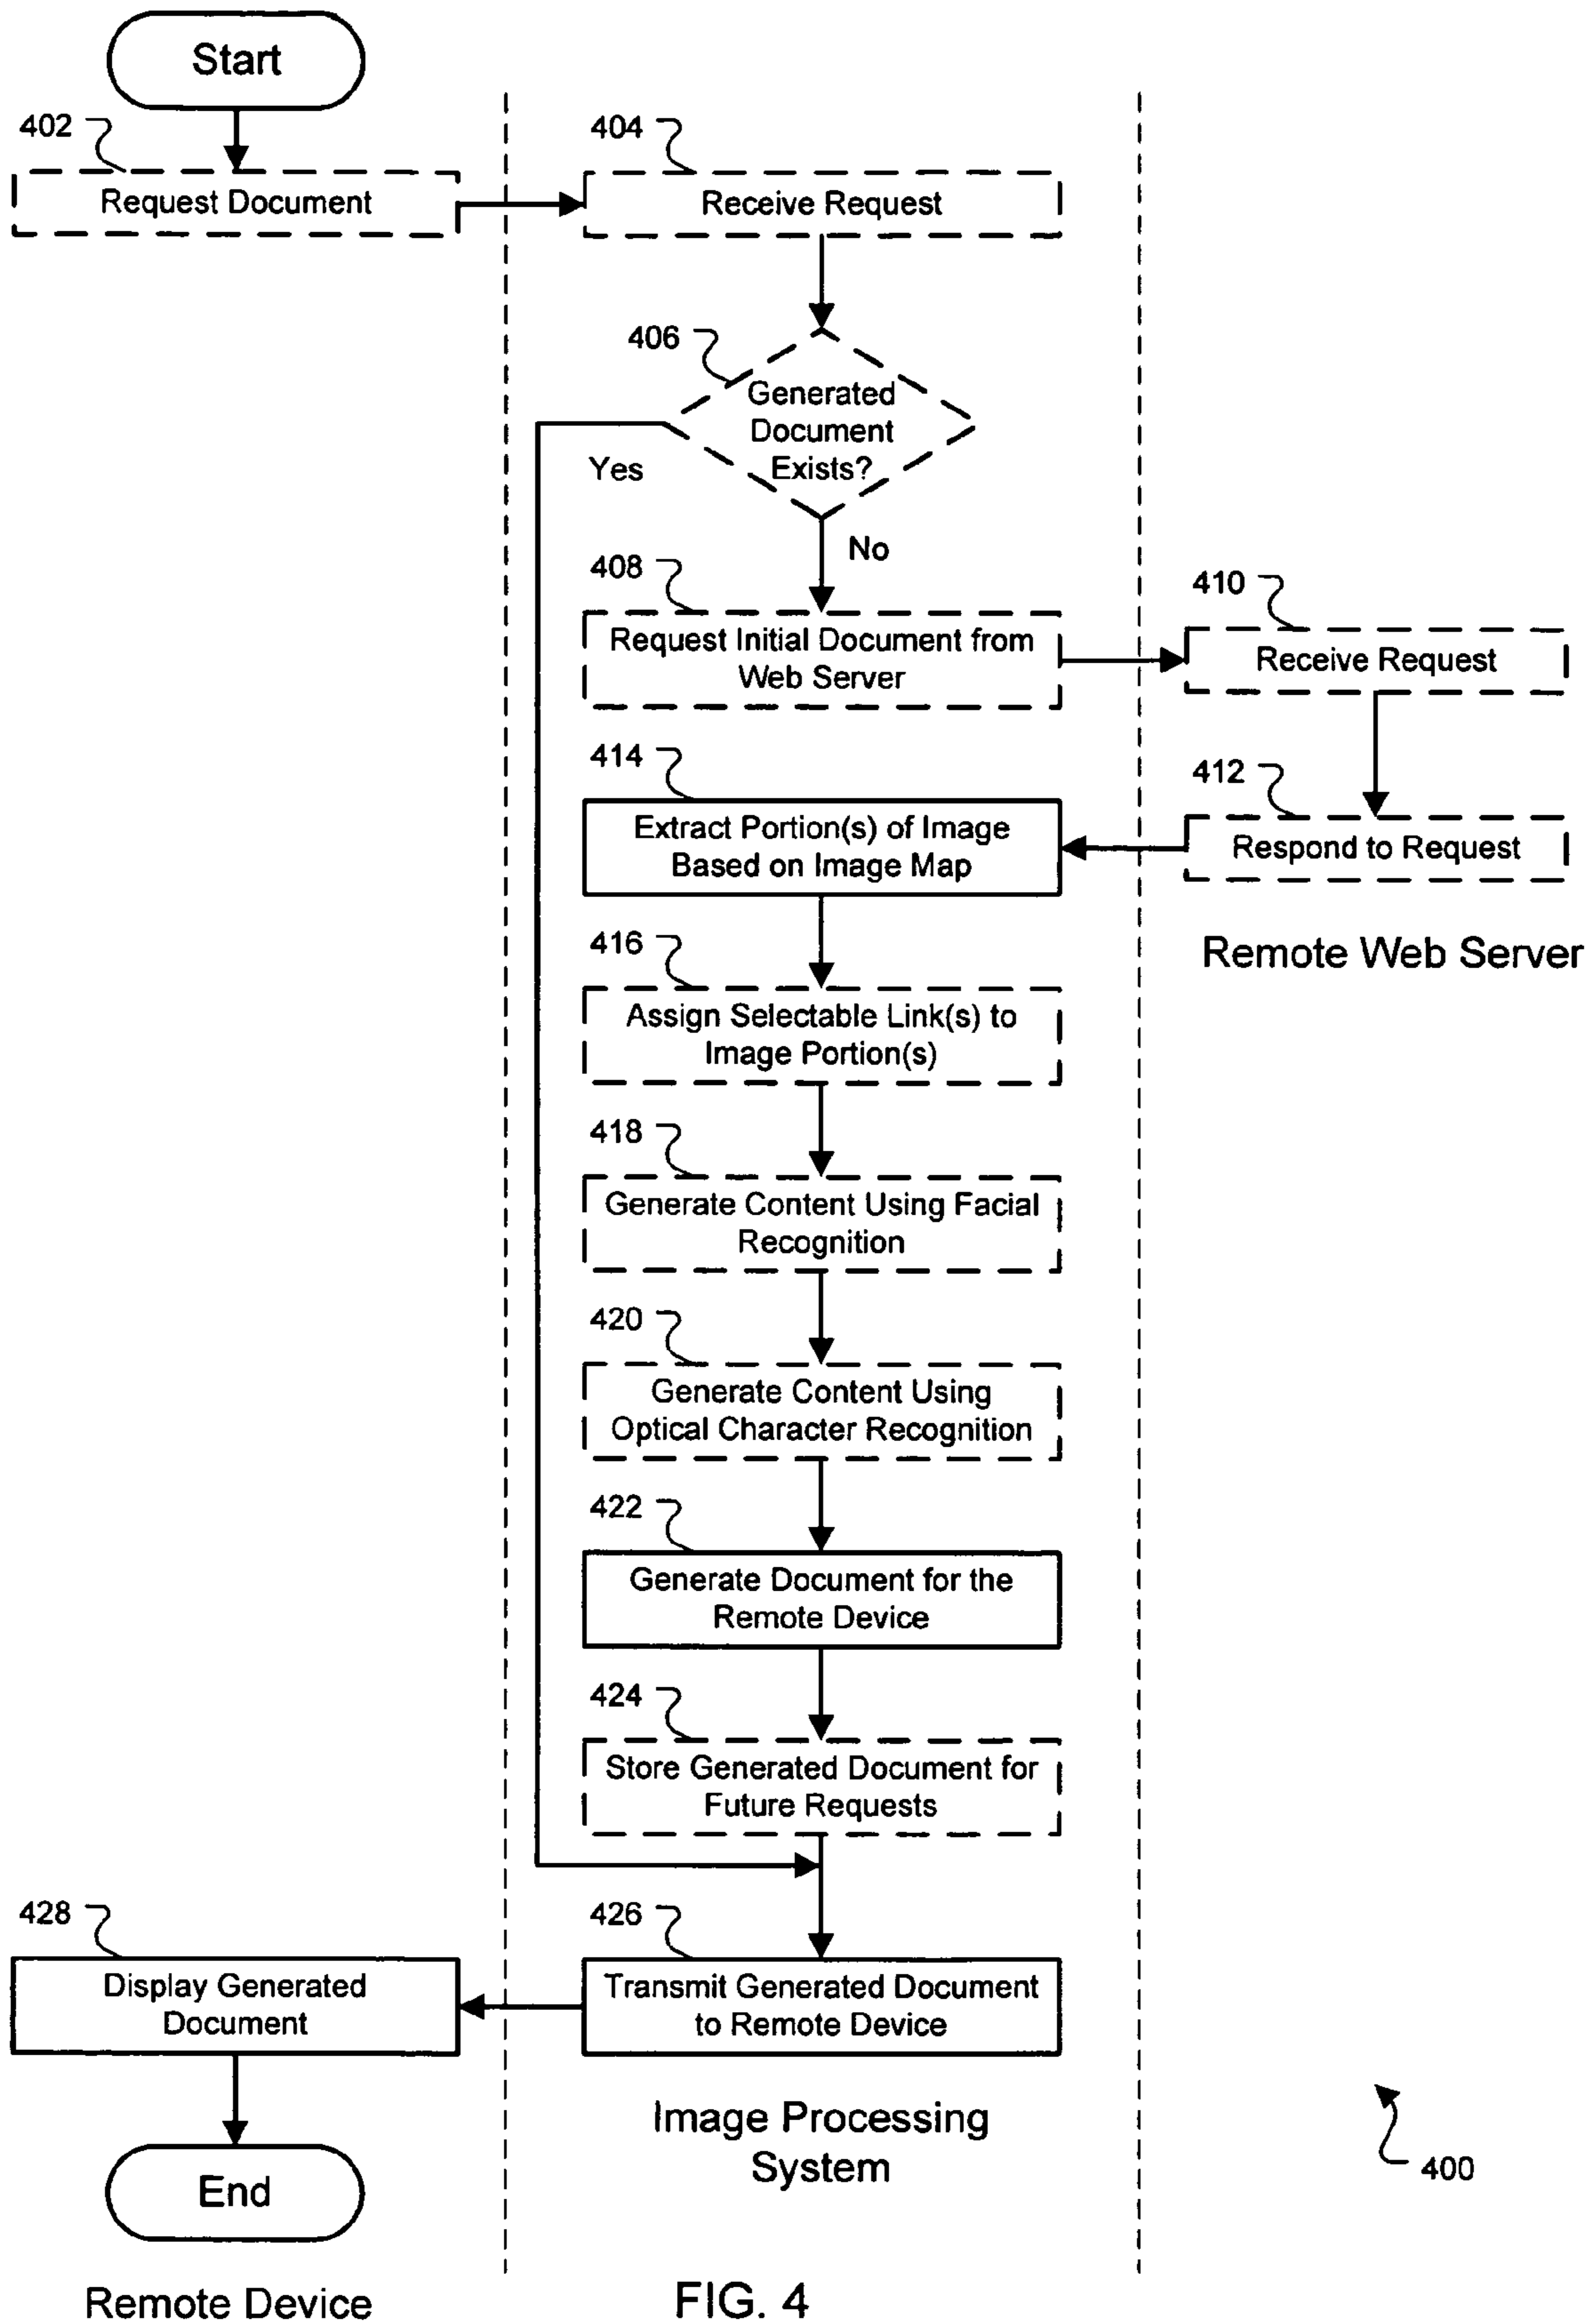 Start
402
Request Document
404
Receive Request
406
Generated
Document
Exists?
Yes
No
408
Request Initial Document from
Web Server
410
Receive Request
412
Respond to Request
Remote Web Server
414
Extract Portion(s) of Image
Based on Image Map
416
Assign Selectable Link(s) to
Image Portion(s)
418
Generate Content Using Facial
Recognition
420
Generate Content Using
Optical Character Recognition
422
Generate Document for the
Remote Device
424
Store Generated Document for
Future Requests
426
Transmit Generated Document
to Remote Device
428
Display Generated
Document
End
Remote Device
Image Processing
System
400
FIG. 4